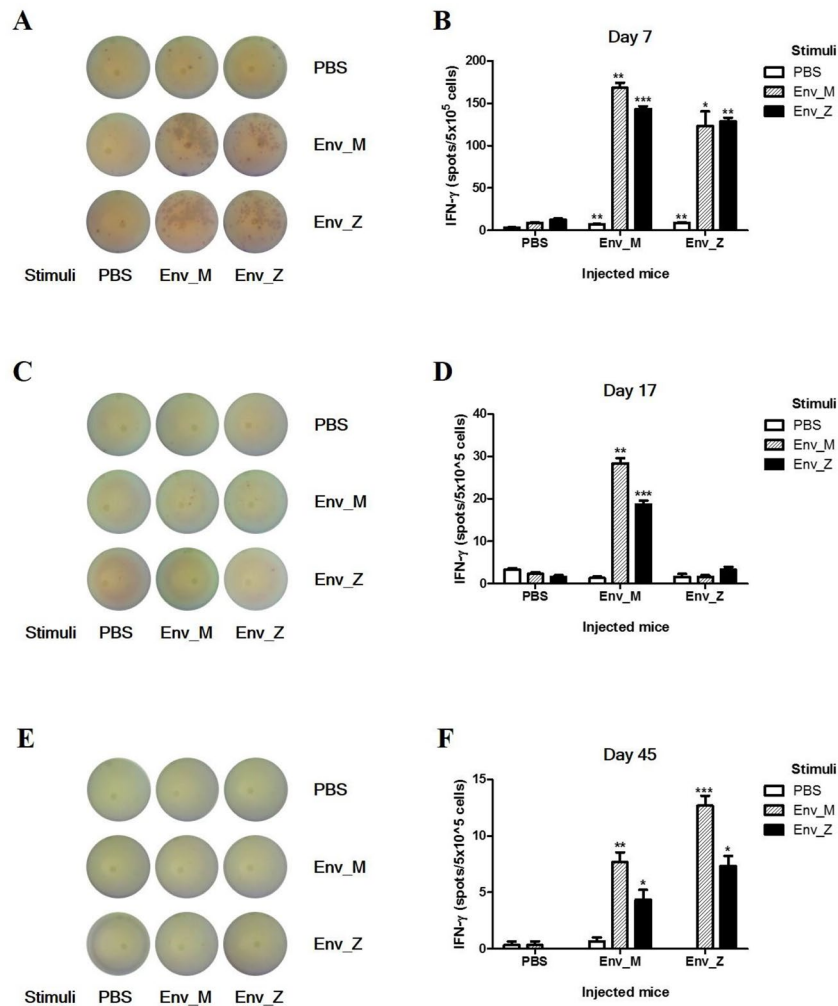 A
PBS
Env_M
Env_Z
Stimuli PBS Env_M Env_Z
B
Day 7
IFN-γ (spots/5x10⁵ cells)
200
150
100
50
0
** ** *** ** * **
PBS Env_M Env_Z
Injected mice
Stimuli
PBS
Env_M
Env_Z
C
PBS
Env_M
Env_Z
Stimuli PBS Env_M Env_Z
D
Day 17
IFN-γ (spots/5x10^5 cells)
40
30
20
10
0
** ***
PBS Env_M Env_Z
Injected mice
Stimuli
PBS
Env_M
Env_Z
E
PBS
Env_M
Env_Z
Stimuli PBS Env_M Env_Z
F
Day 45
IFN-γ (spots/5x10^5 cells)
15
10
5
0
** * *** *
PBS Env_M Env_Z
Injected mice
Stimuli
PBS
Env_M
Env_Z